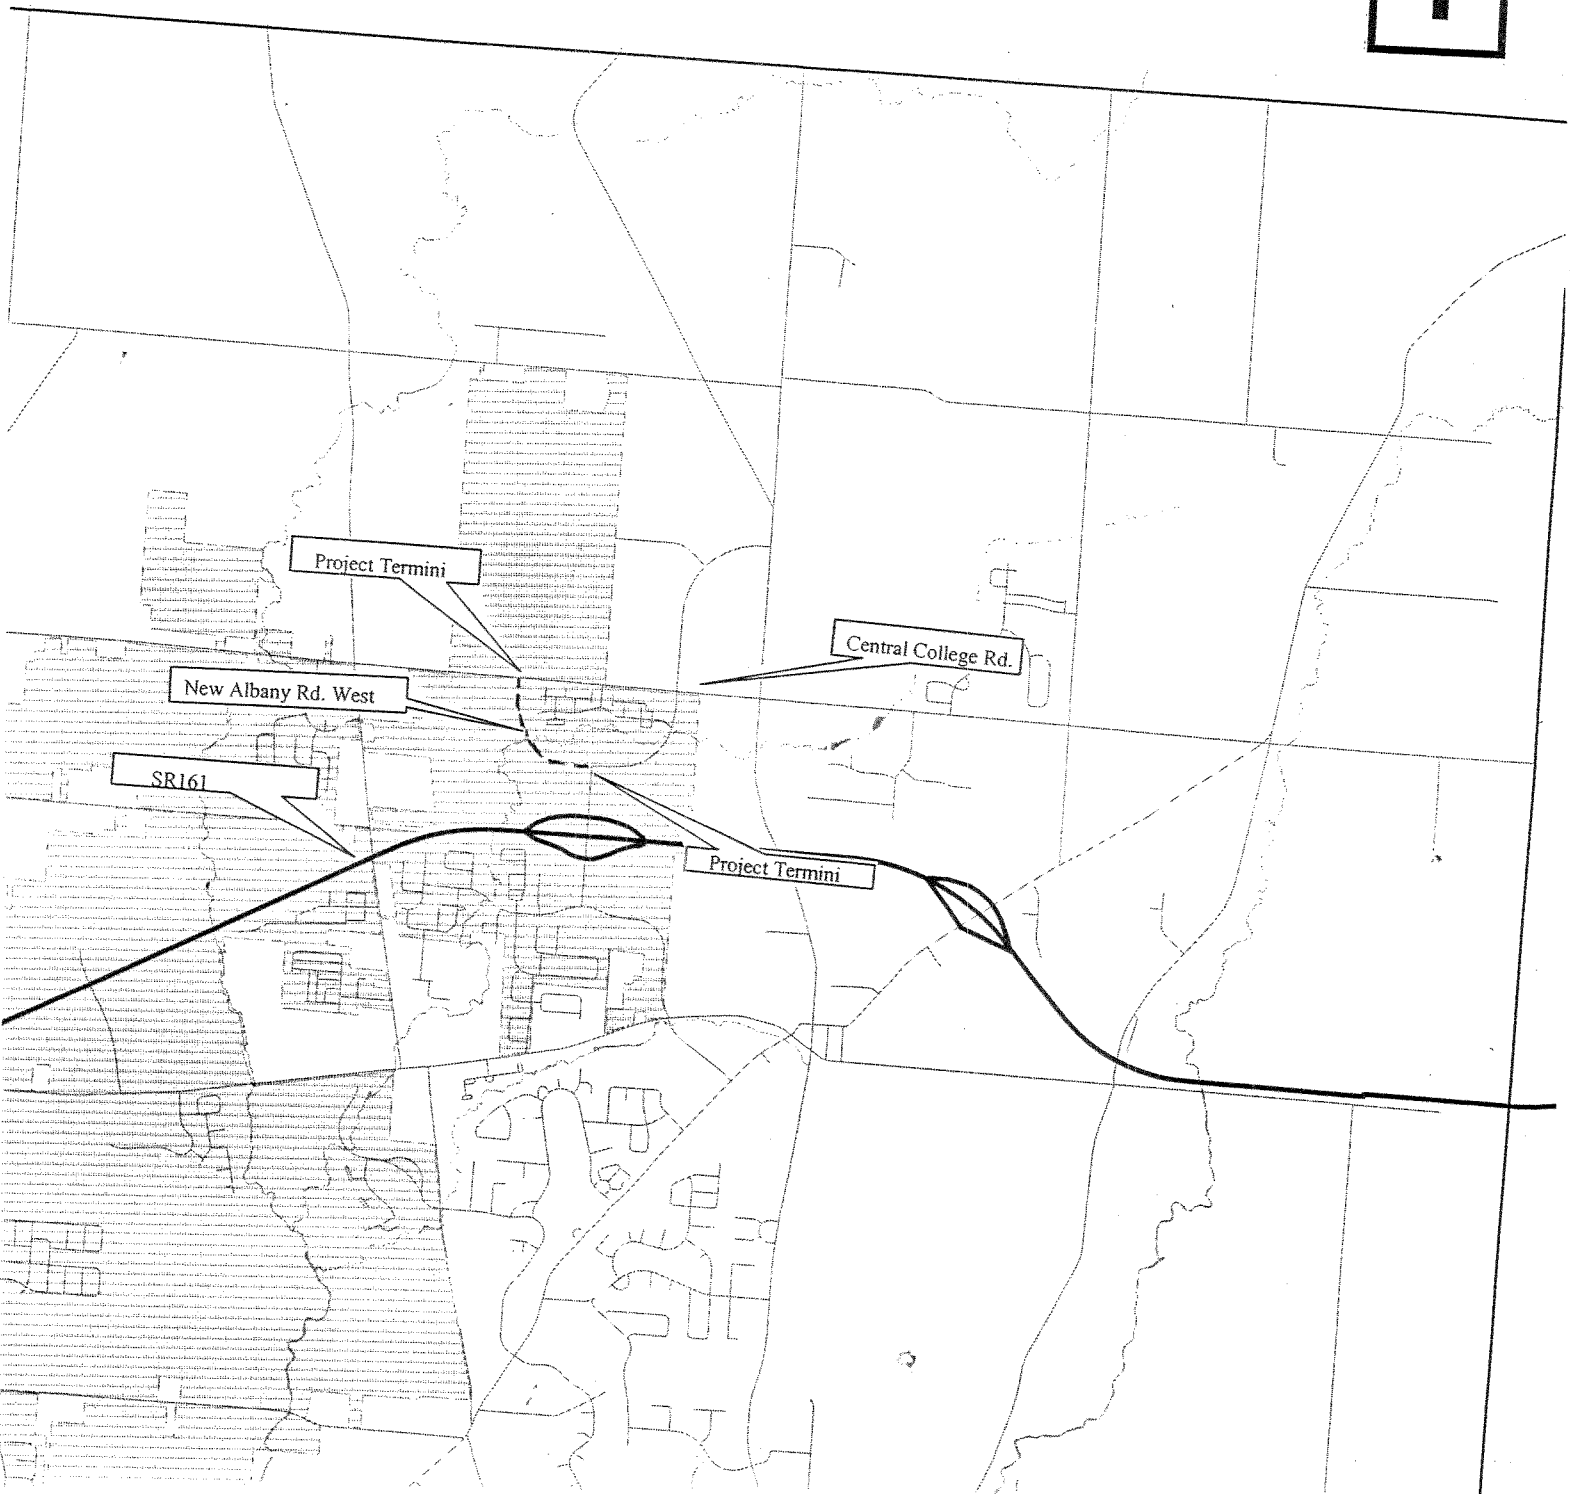 Project Termini
Central College Rd.
New Albany Rd. West
SR161
Project Termini